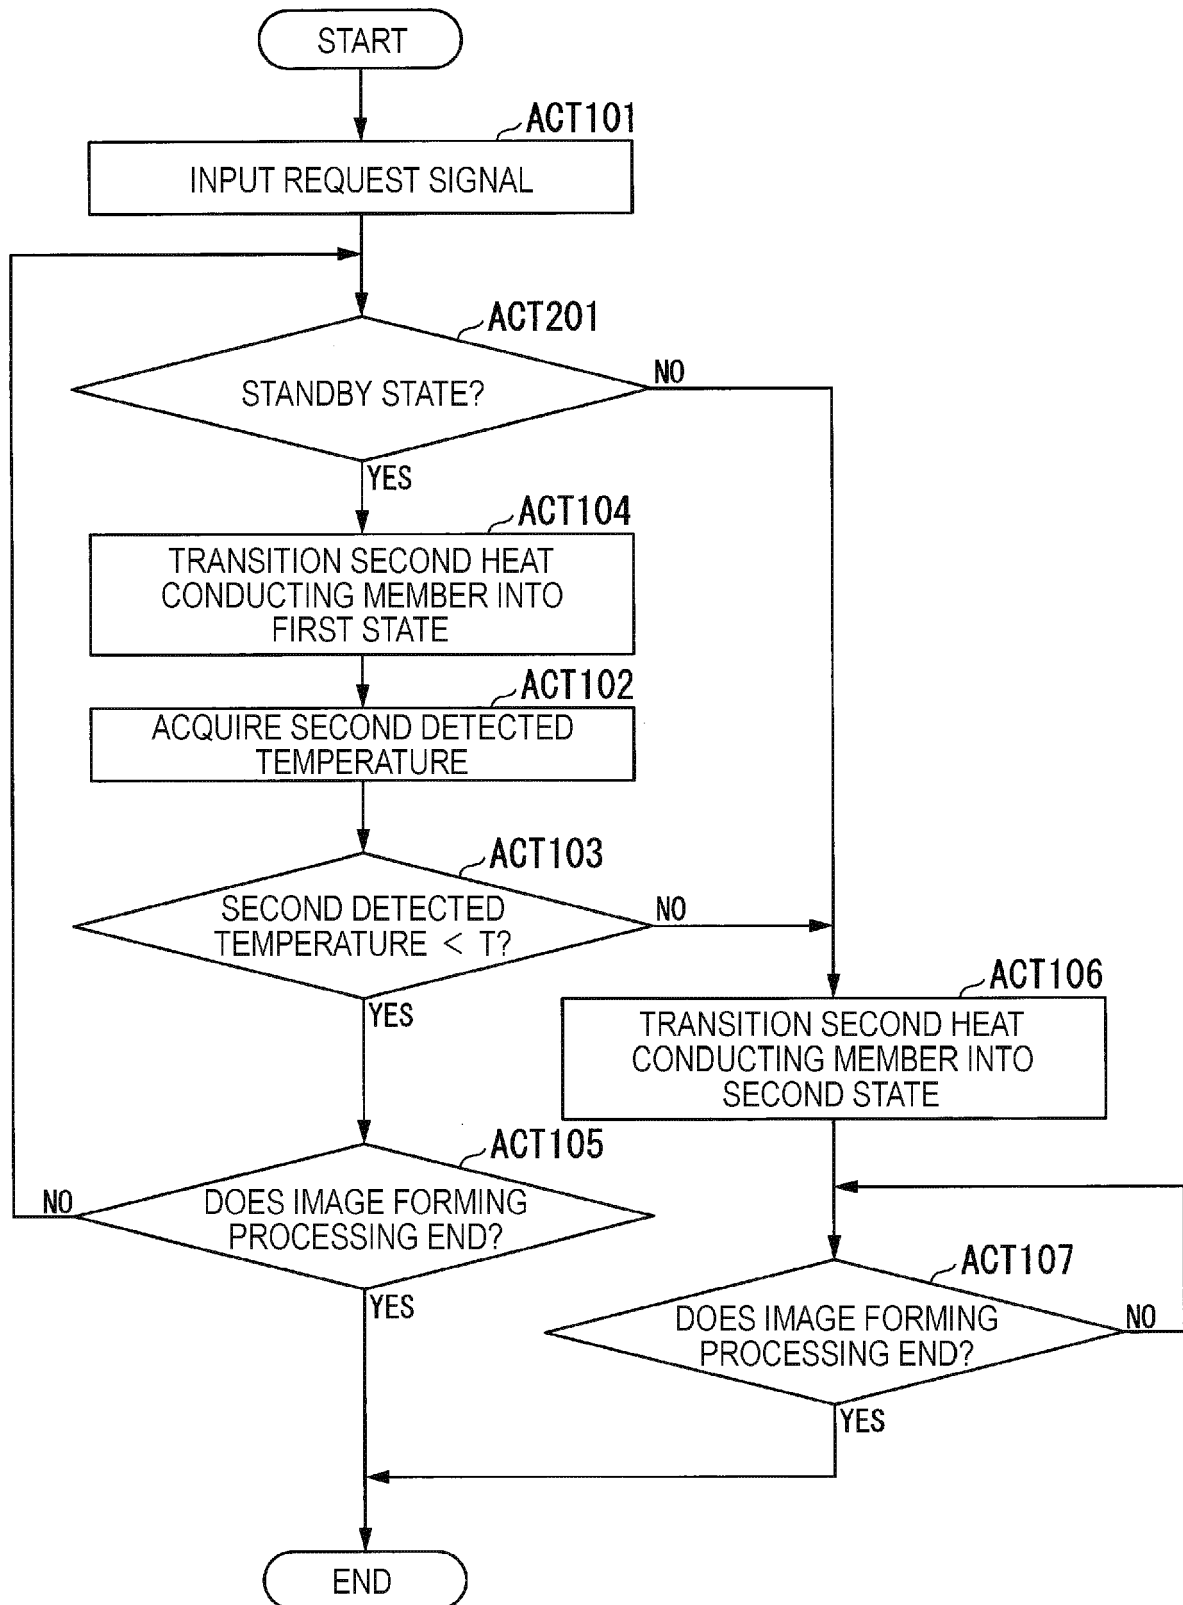 START
ACT101
INPUT REQUEST SIGNAL
ACT201
STANDBY STATE?
NO
YES
ACT104
TRANSITION SECOND HEAT
CONDUCTING MEMBER INTO
FIRST STATE
ACT102
ACQUIRE SECOND DETECTED
TEMPERATURE
ACT103
SECOND DETECTED
TEMPERATURE < T?
NO
YES
ACT106
TRANSITION SECOND HEAT
CONDUCTING MEMBER INTO
SECOND STATE
ACT105
DOES IMAGE FORMING
PROCESSING END?
NO
YES
ACT107
DOES IMAGE FORMING
PROCESSING END?
NO
YES
END